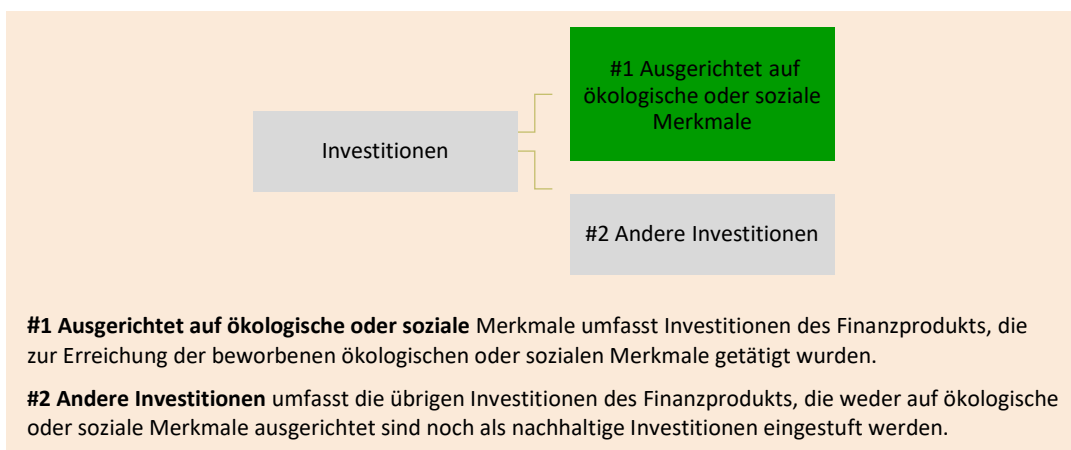 #1 Ausgerichtet auf
ökologische oder soziale
Merkmale
Investitionen
#2 Andere Investitionen
#1 Ausgerichtet auf ökologische oder soziale Merkmale umfasst Investitionen des Finanzprodukts, die
zur Erreichung der beworbenen ökologischen oder sozialen Merkmale getätigt wurden.
#2 Andere Investitionen umfasst die übrigen Investitionen des Finanzprodukts, die weder auf ökologische
oder soziale Merkmale ausgerichtet sind noch als nachhaltige Investitionen eingestuft werden.